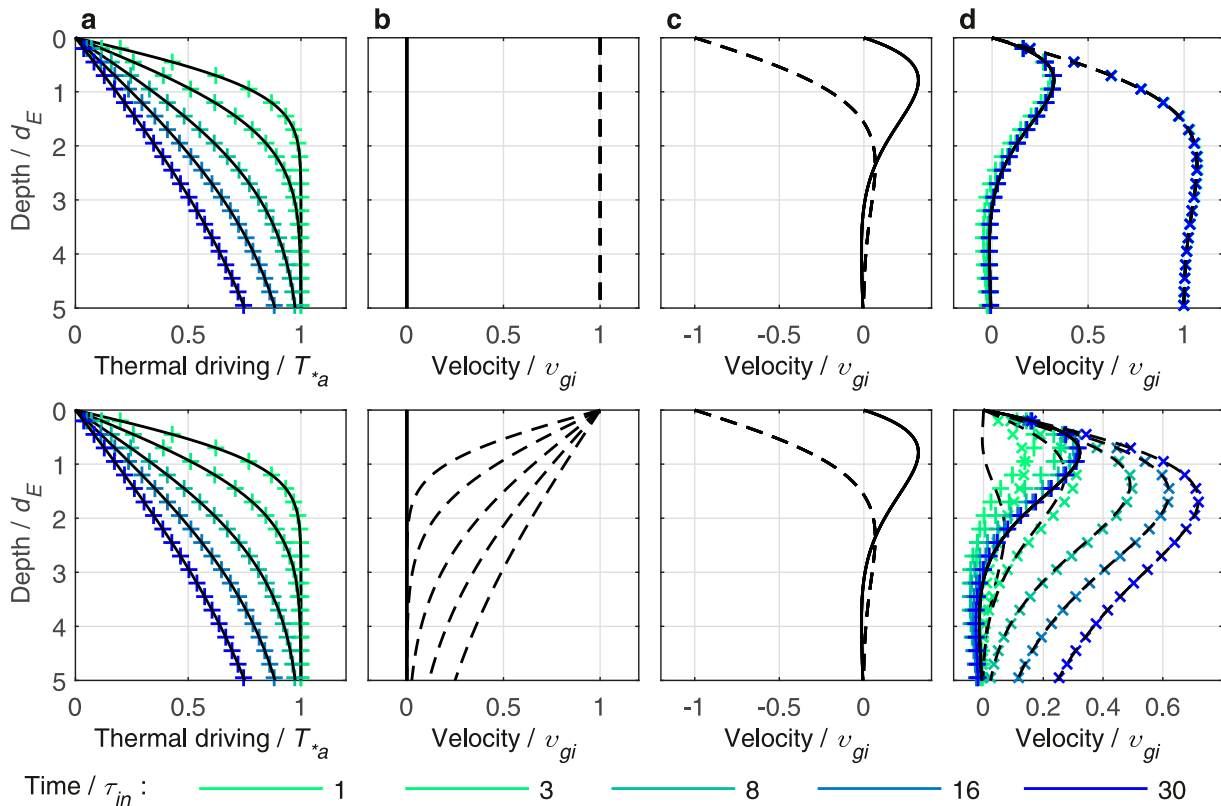 a b c d
0 1 2 3 4 5
Depth / d_E
0 0.5 1
Thermal driving / T_*a
0 0.5 1
Velocity / v_gi
-1 -0.5 0
Velocity / v_gi
0 0.5 1
Velocity / v_gi
0 1 2 3 4 5
Depth / d_E
0 0.5 1
Thermal driving / T_*a
0 0.5 1
Velocity / v_gi
-1 -0.5 0
Velocity / v_gi
0 0.2 0.4 0.6
Velocity / v_gi
Time / τ_in : 1 3 8 16 30